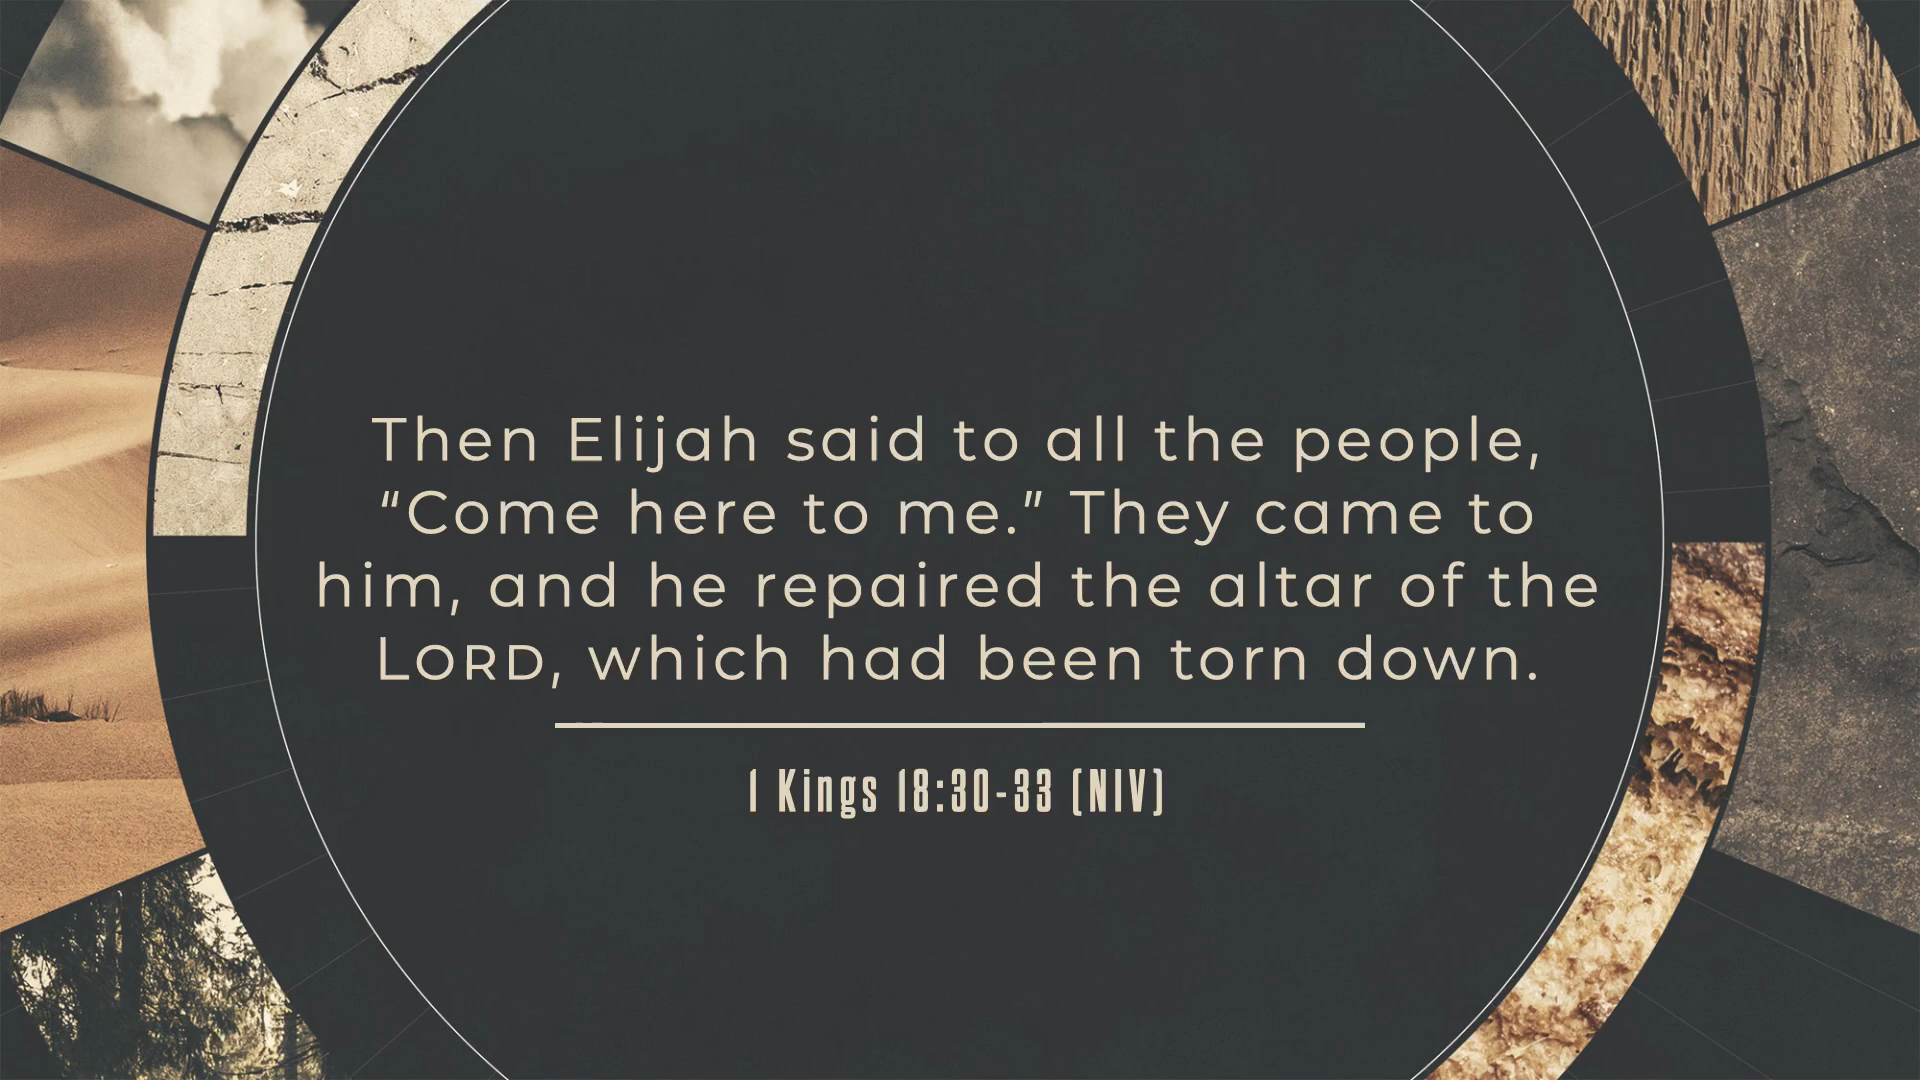 Then Elijah said to all the people,
“Come here to me.” They came to
him, and he repaired the altar of the
LORD, which had been torn down.
1 Kings 18:30-33 (NIV)